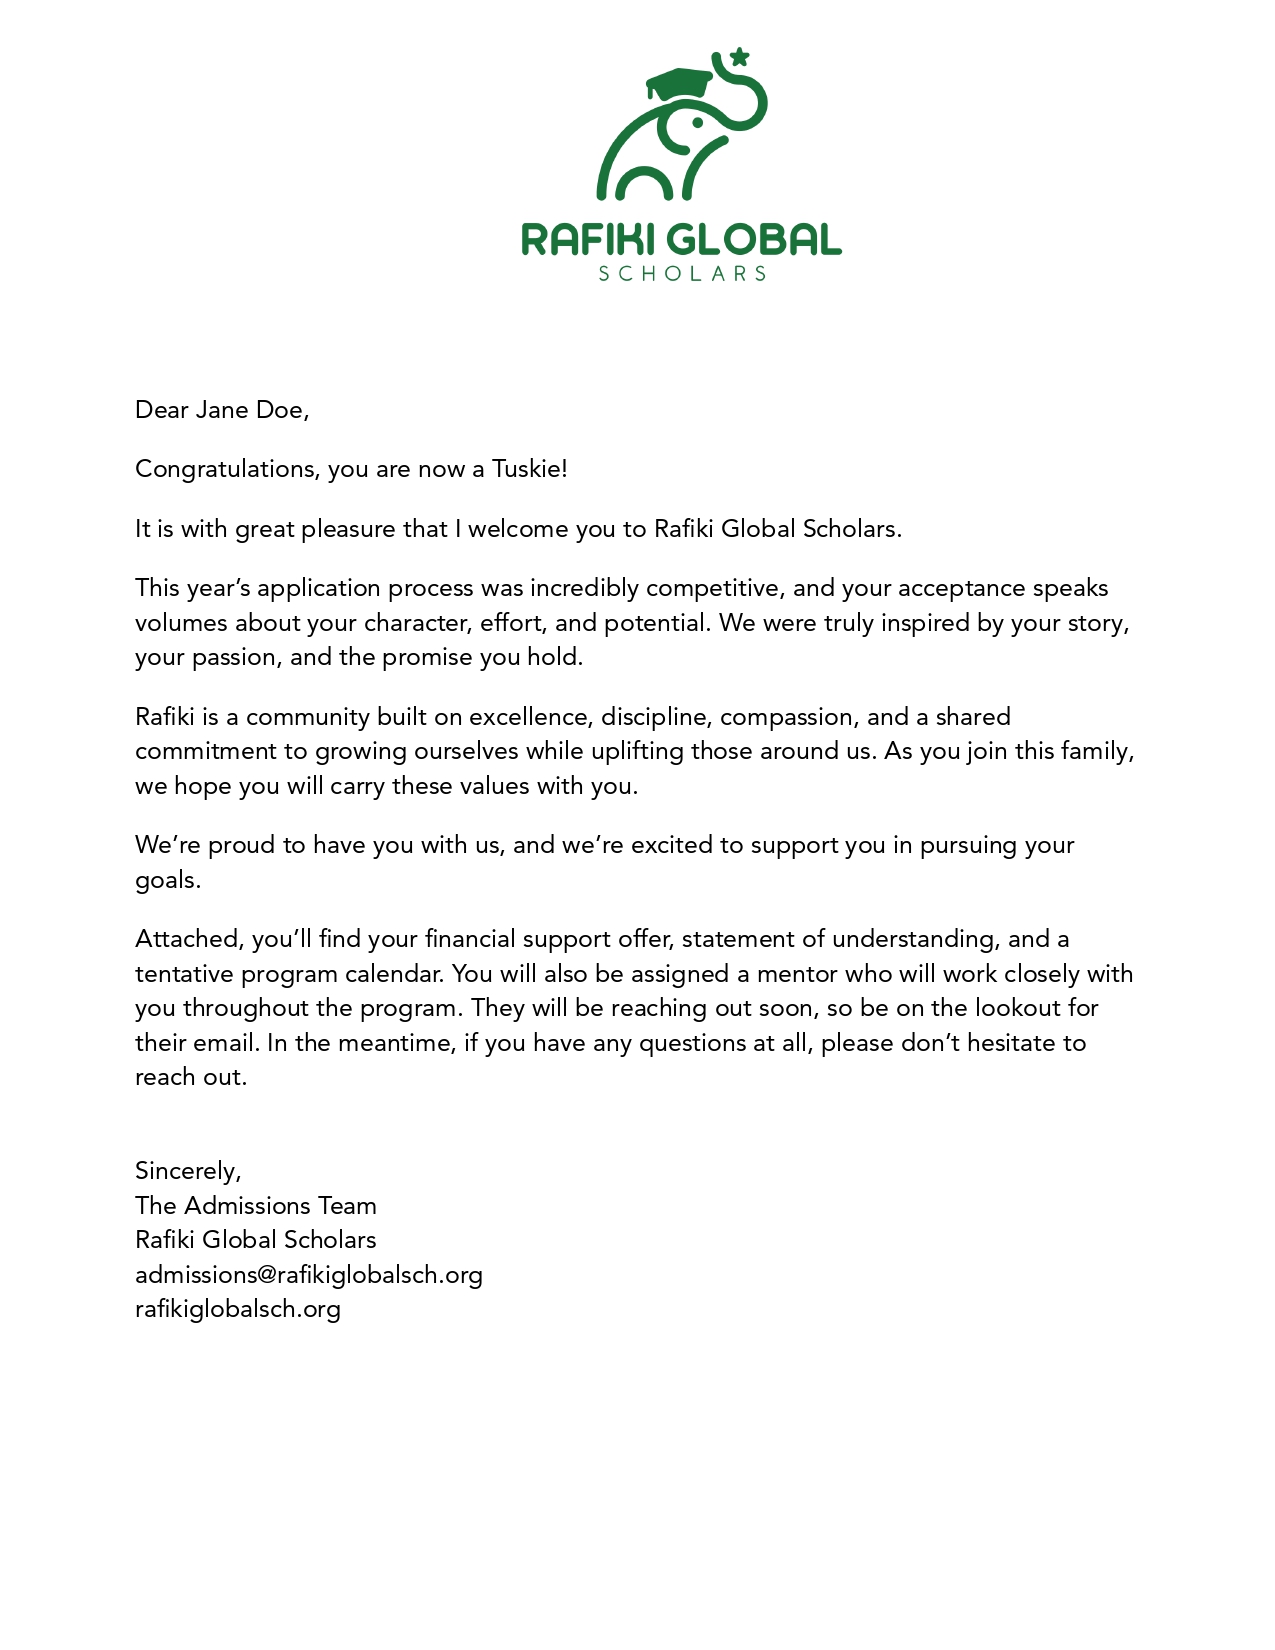 RAFIKI GLOBAL
SCHOLARS
Dear Jane Doe,
Congratulations, you are now a Tuskie!
It is with great pleasure that I welcome you to Rafiki Global Scholars.
This year’s application process was incredibly competitive, and your acceptance speaks
volumes about your character, effort, and potential. We were truly inspired by your story,
your passion, and the promise you hold.
Rafiki is a community built on excellence, discipline, compassion, and a shared
commitment to growing ourselves while uplifting those around us. As you join this family,
we hope you will carry these values with you.
We’re proud to have you with us, and we’re excited to support you in pursuing your
goals.
Attached, you’ll find your financial support offer, statement of understanding, and a
tentative program calendar. You will also be assigned a mentor who will work closely with
you throughout the program. They will be reaching out soon, so be on the lookout for
their email. In the meantime, if you have any questions at all, please don’t hesitate to
reach out.
Sincerely,
The Admissions Team
Rafiki Global Scholars
admissions@rafikiglobalsch.org
rafikiglobalsch.org